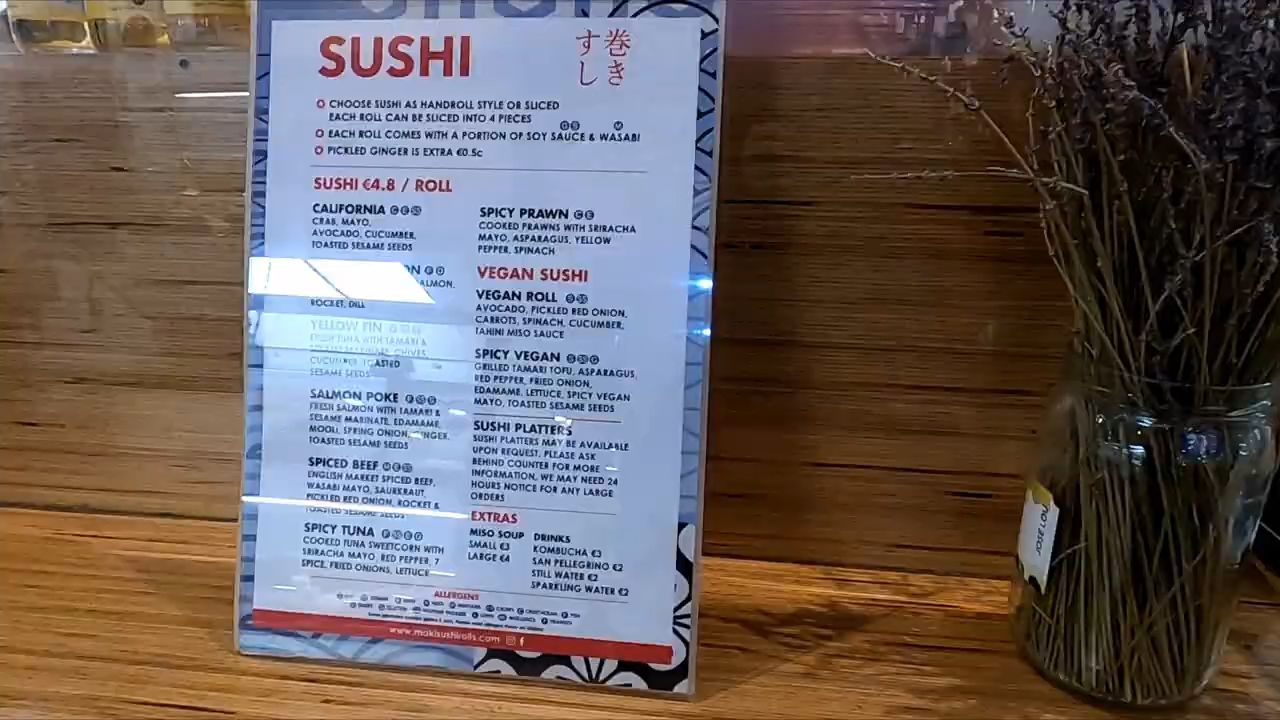 SUSHI
巻き
すし
CHOOSE SUSHI AS HANDROLL STYLE OR SLICED
EACH ROLL CAN BE SLICED INTO 4 PIECES
EACH ROLL COMES WITH A PORTION OF SOY SAUCE & WASABI
PICKLED GINGER IS EXTRA €0.5c
SUSHI €4.8 / ROLL
CALIFORNIA
CRAB, MAYO,
AVOCADO, CUCUMBER,
TOASTED SESAME SEEDS
ROCKET, DILL
YELLOW FIN
FRESH TUNA WITH TAMARI &
CUCUMBER, TOASTED
SESAME SEEDS
SALMON POKE
FRESH SALMON WITH TAMARI &
SESAME MARINATE, EDAMAME,
MOOLI, SPRING ONION, GINGER,
TOASTED SESAME SEEDS
SPICED BEEF
ENGLISH MARKET SPICED BEEF,
WASABI MAYO, SAURKRAUT,
PICKLED RED ONION, ROCKET &
TOASTED SESAME SEEDS
SPICY TUNA
COOKED TUNA SWEETCORN WITH
SRIRACHA MAYO, RED PEPPER, 7
SPICE, FRIED ONIONS, LETTUCE
SPICY PRAWN
COOKED PRAWNS WITH SRIRACHA
MAYO, ASPARAGUS, YELLOW
PEPPER, SPINACH
VEGAN SUSHI
VEGAN ROLL
AVOCADO, PICKLED RED ONION,
CARROTS, SPINACH, CUCUMBER,
TAHINI MISO SAUCE
SPICY VEGAN
GRILLED TAMARI TOFU, ASPARAGUS,
RED PEPPER, FRIED ONION,
EDAMAME, LETTUCE, SPICY VEGAN
MAYO, TOASTED SESAME SEEDS
SUSHI PLATTERS
SUSHI PLATTERS MAY BE AVAILABLE
UPON REQUEST. PLEASE ASK
BEHIND COUNTER FOR MORE
INFORMATION, WE MAY NEED 24
HOURS NOTICE FOR ANY LARGE
ORDERS
EXTRAS
MISO SOUP
SMALL €3
LARGE €4
DRINKS
KOMBUCHA €3
SAN PELLEGRINO €2
STILL WATER €2
SPARKLING WATER €2
ALLERGENS
www.makisushirolls.com
JOSE LOU